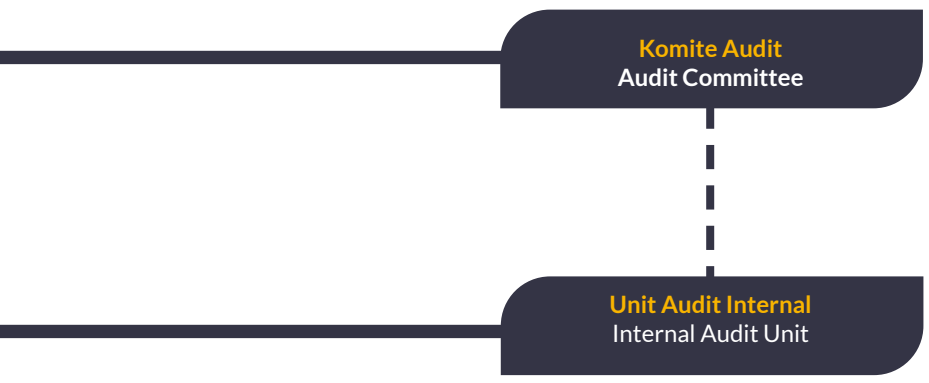 Komite Audit
Audit Committee
Unit Audit Internal
Internal Audit Unit